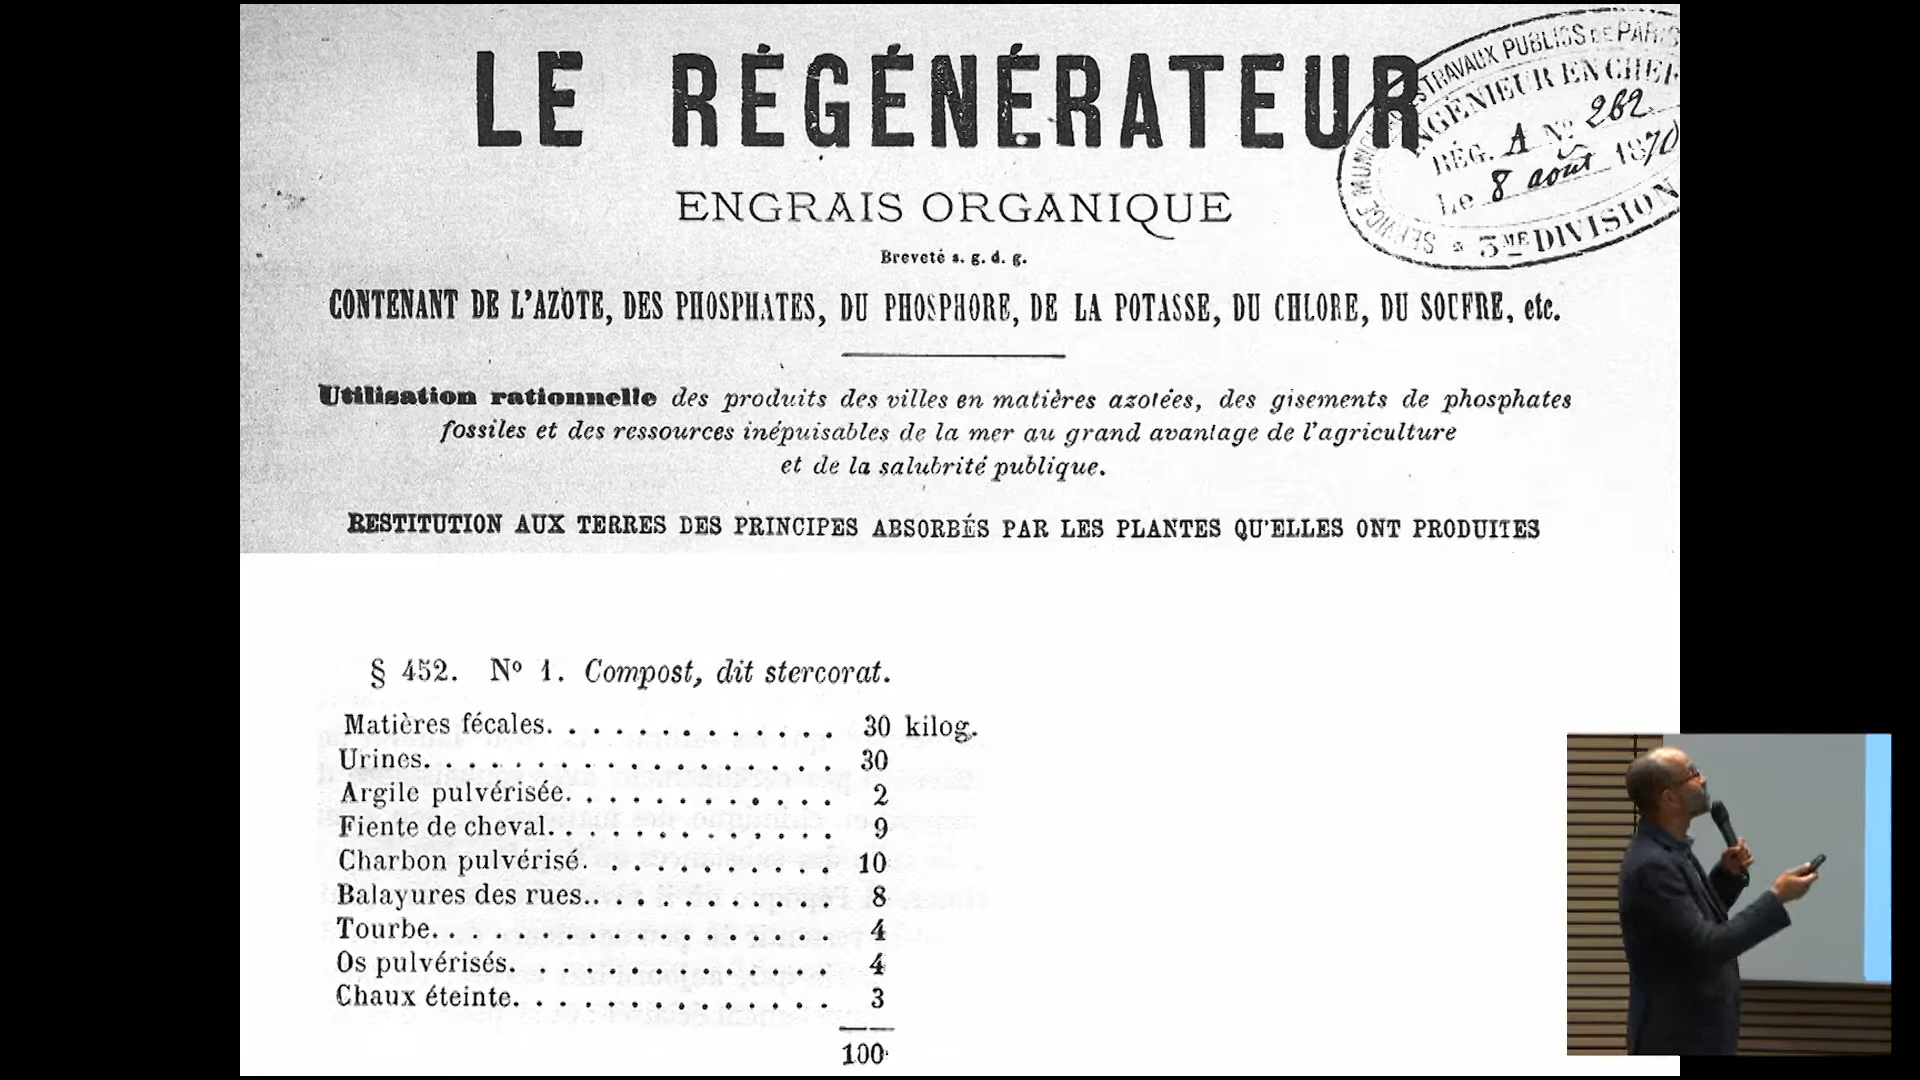 LE RÉGÉNÉRATEUR
ENGRAIS ORGANIQUE
Breveté s. g. d. g.
CONTENANT DE L'AZOTE, DES PHOSPHATES, DU PHOSPHORE, DE LA POTASSE, DU CHLORE, DU SOUFRE, etc.
Utilisation rationnelle des produits des villes en matières azotées, des gisements de phosphates
fossiles et des ressources inépuisables de la mer au grand avantage de l'agriculture
et de la salubrité publique.
RESTITUTION AUX TERRES DES PRINCIPES ABSORBÉS PAR LES PLANTES QU'ELLES ONT PRODUITES
TRAVAUX PUBLICS DE PARIS
INGÉNIEUR EN CHEF
RÉG. A No 262
Le 8 août 1870
3ME DIVISION
SERVICE
§ 452. No 1. Compost, dit stercorat.
Matières fécales. . . . . . . . . . . . . 30 kilog.
Urines. . . . . . . . . . . . . . . . . 30
Argile pulvérisée. . . . . . . . . . . . 2
Fiente de cheval. . . . . . . . . . . . . 9
Charbon pulvérisé. . . . . . . . . . . 10
Balayures des rues. . . . . . . . . . . . 8
Tourbe. . . . . . . . . . . . . . . . . 4
Os pulvérisés. . . . . . . . . . . . . . 4
Chaux éteinte. . . . . . . . . . . . . . 3
100